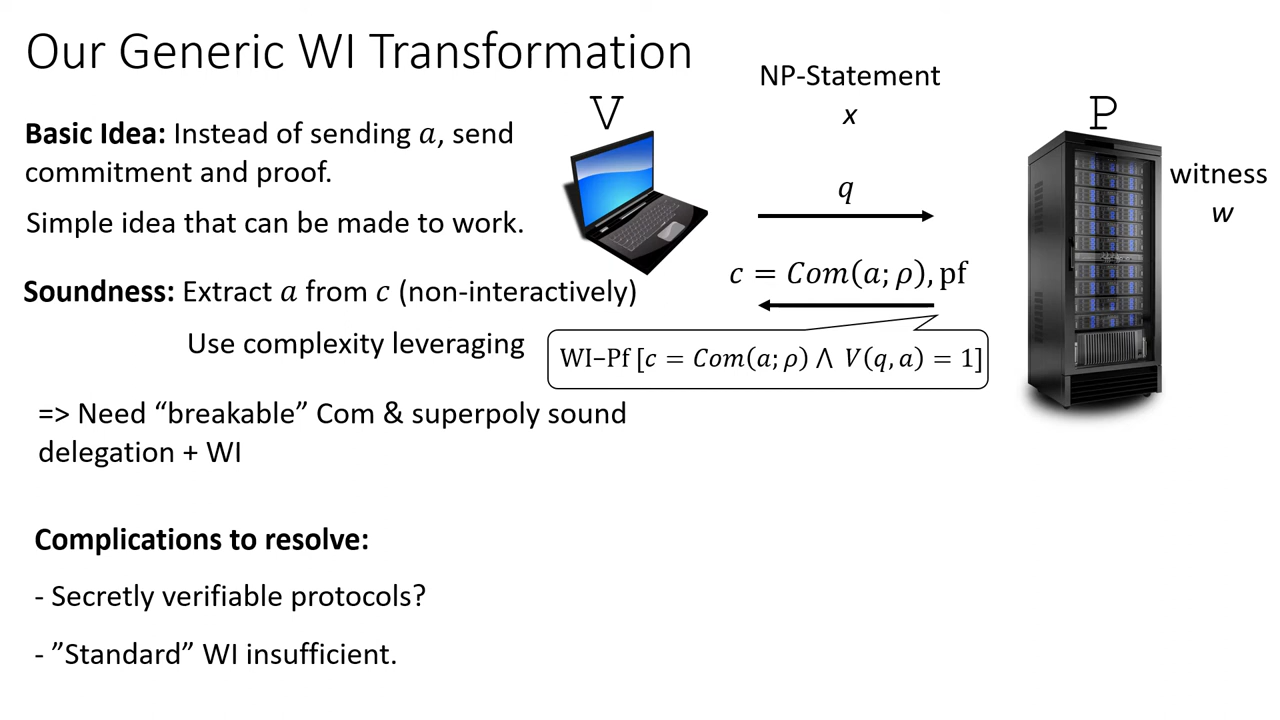 Our Generic WI Transformation
NP-Statement
x
V
P
Basic Idea: Instead of sending a, send
commitment and proof.
witness
w
q
Simple idea that can be made to work.
c = Com(a; ρ), pf
Soundness: Extract a from c (non-interactively)
Use complexity leveraging
WI–Pf [c = Com(a; ρ) ⋀ V(q, a) = 1]
=> Need “breakable” Com & superpoly sound
delegation + WI
Complications to resolve:
- Secretly verifiable protocols?
- ”Standard” WI insufficient.